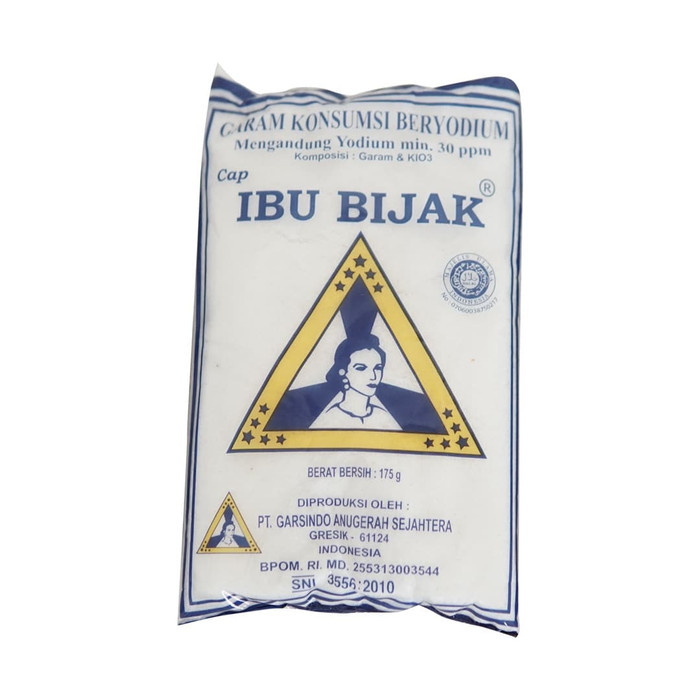 GARAM KONSUMSI BERYODIUM
Mengandung Yodium min. 30 ppm
Komposisi : Garam & KIO3
Cap
IBU BIJAK ®
BERAT BERSIH : 175 g
DIPRODUKSI OLEH :
PT. GARSINDO ANUGERAH SEJAHTERA
GRESIK - 61124
INDONESIA
BPOM. RI. MD. 255313003544
SNI 3556:2010